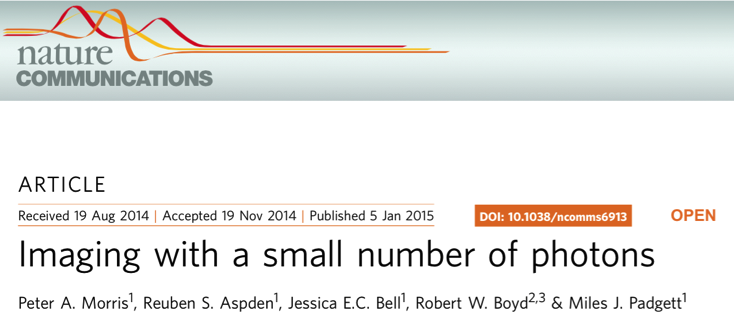 nature
COMMUNICATIONS
ARTICLE
Received 19 Aug 2014 | Accepted 19 Nov 2014 | Published 5 Jan 2015 DOI: 10.1038/ncomms6913 OPEN
Imaging with a small number of photons
Peter A. Morris1, Reuben S. Aspden1, Jessica E.C. Bell1, Robert W. Boyd2,3 & Miles J. Padgett1